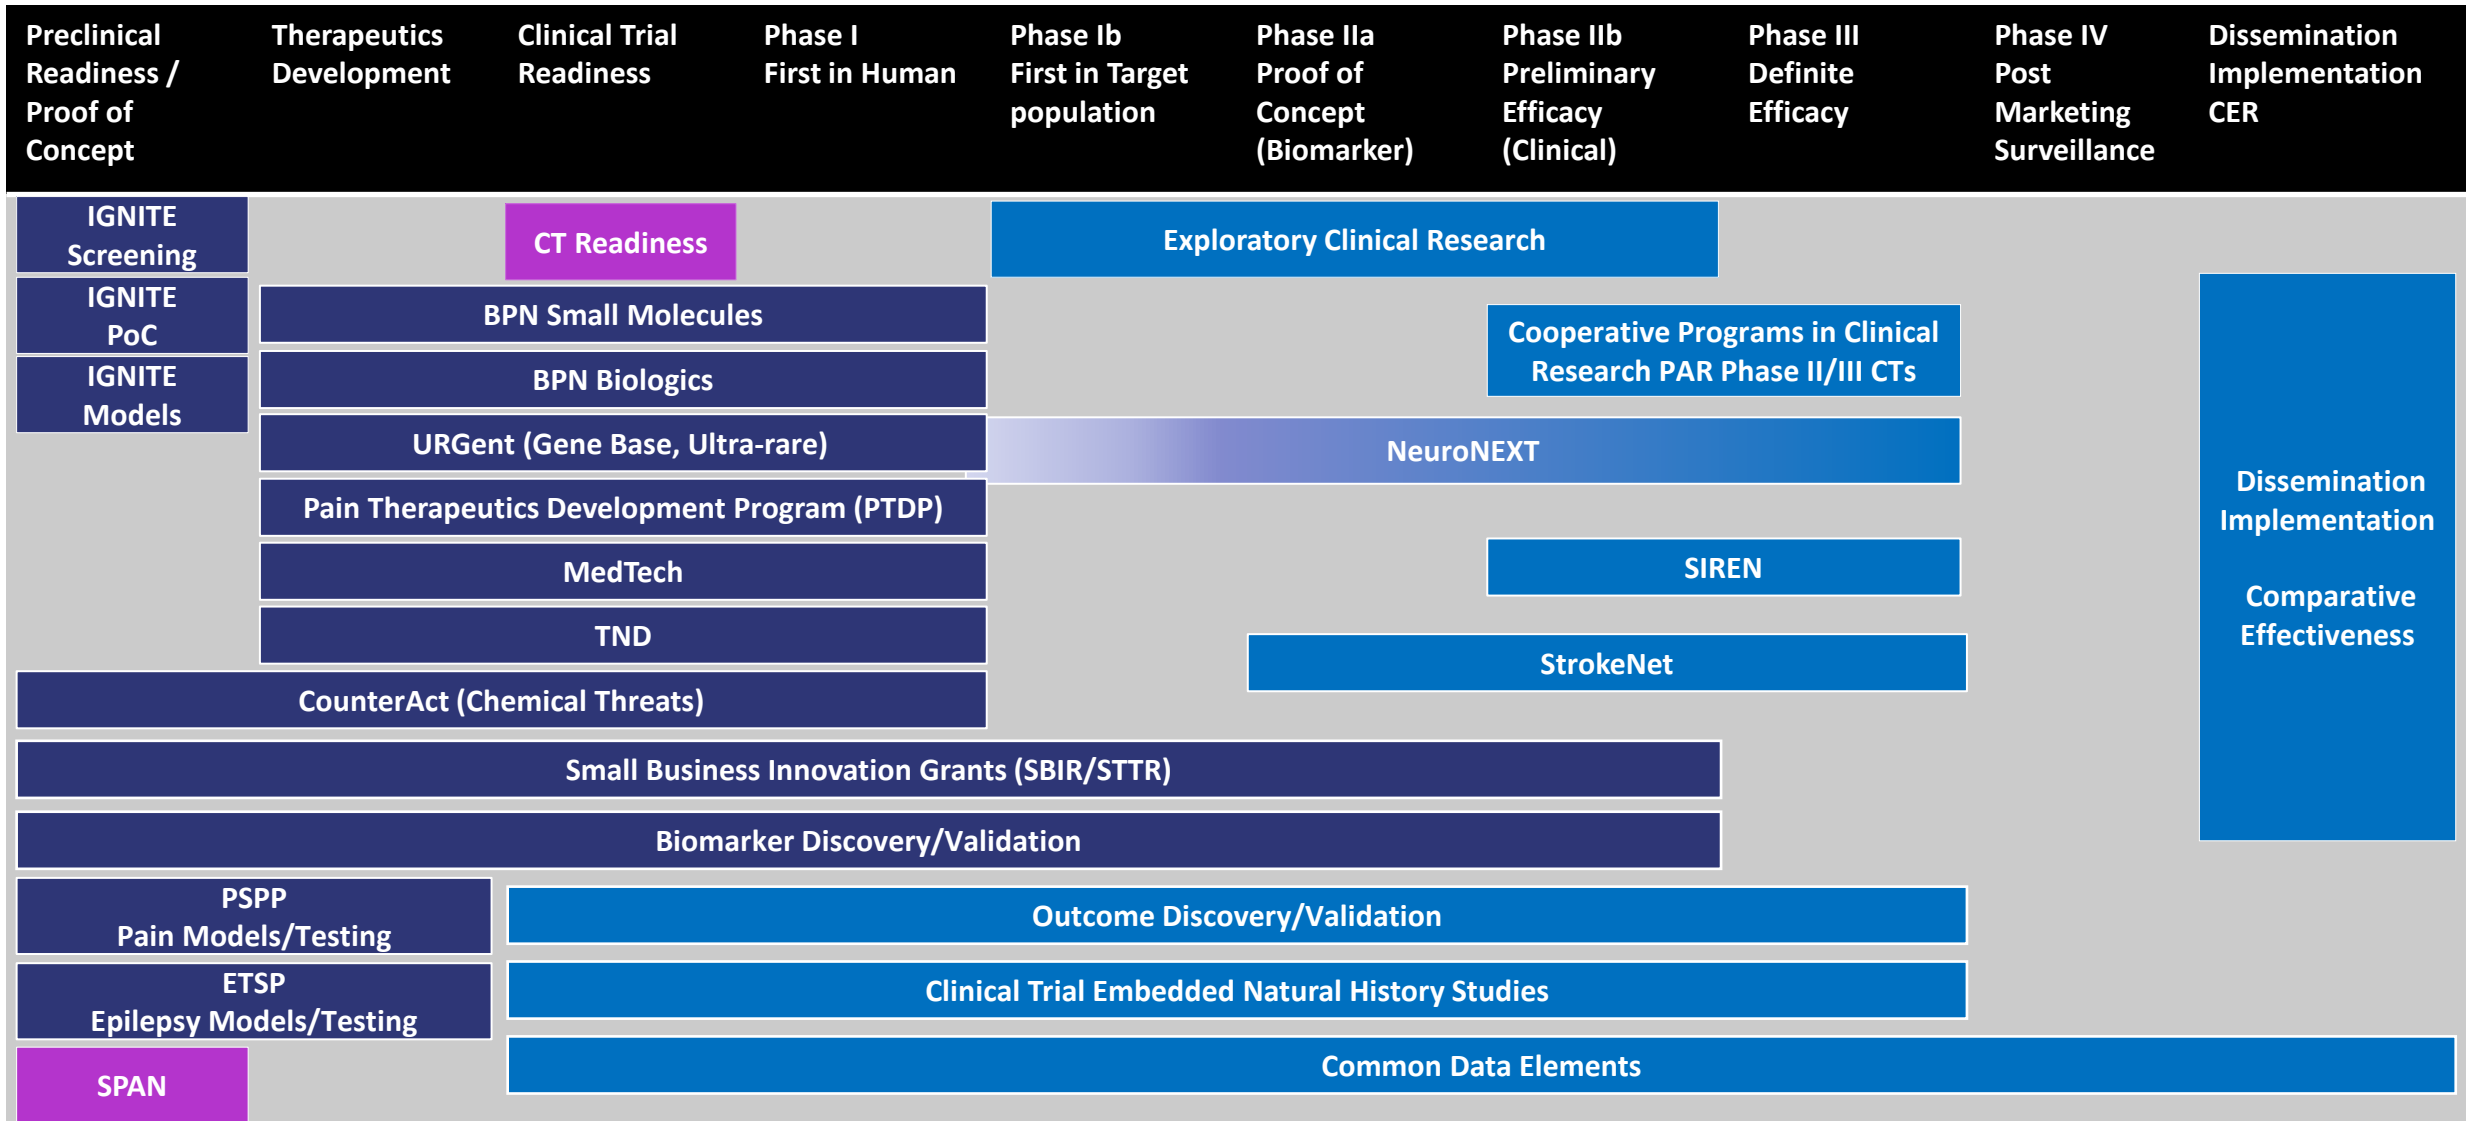 Preclinical
Readiness /
Proof of
Concept
Therapeutics
Development
Clinical Trial
Readiness
Phase I
First in Human
Phase Ib
First in Target
population
Phase IIa
Proof of
Concept
(Biomarker)
Phase IIb
Preliminary
Efficacy
(Clinical)
Phase III
Definite
Efficacy
Phase IV
Post
Marketing
Surveillance
Dissemination
Implementation
CER
IGNITE
Screening
CT Readiness
Exploratory Clinical Research
IGNITE
PoC
BPN Small Molecules
Cooperative Programs in Clinical
Research PAR Phase II/III CTs
IGNITE
Models
BPN Biologics
URGent (Gene Base, Ultra-rare)
NeuroNEXT
Dissemination
Implementation
Comparative
Effectiveness
Pain Therapeutics Development Program (PTDP)
MedTech
SIREN
TND
StrokeNet
CounterAct (Chemical Threats)
Small Business Innovation Grants (SBIR/STTR)
Biomarker Discovery/Validation
PSPP
Pain Models/Testing
Outcome Discovery/Validation
ETSP
Epilepsy Models/Testing
Clinical Trial Embedded Natural History Studies
SPAN
Common Data Elements